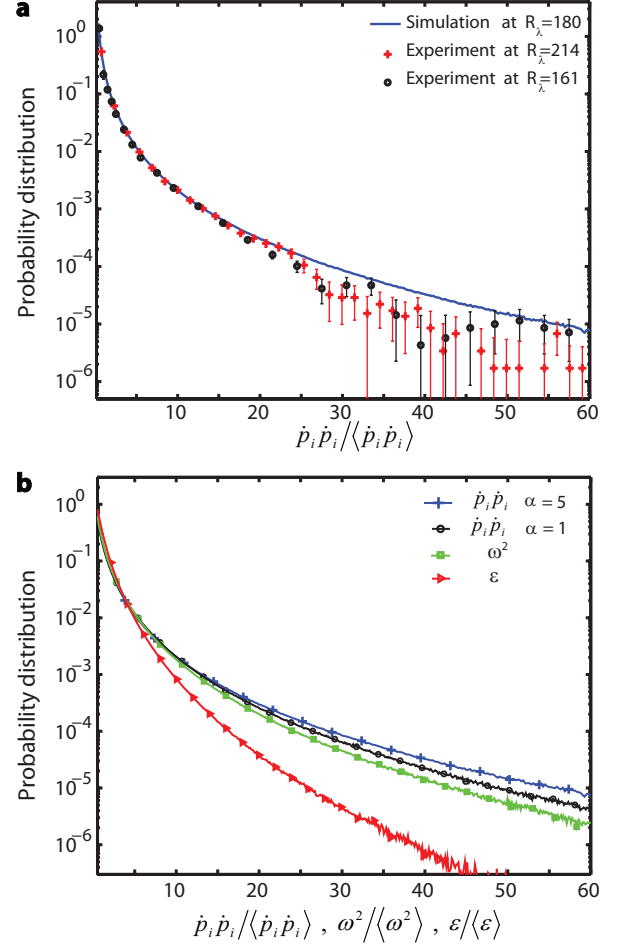 a
Simulation at R_λ=180
Experiment at R_λ=214
Experiment at R_λ=161
Probability distribution
10^0
10^-1
10^-2
10^-3
10^-4
10^-5
10^-6
10 20 30 40 50 60
ṗ_i ṗ_i / ⟨ṗ_i ṗ_i⟩
b
ṗ_i ṗ_i α = 5
ṗ_i ṗ_i α = 1
ω^2
ε
Probability distribution
10^0
10^-1
10^-2
10^-3
10^-4
10^-5
10^-6
10 20 30 40 50 60
ṗ_i ṗ_i / ⟨ṗ_i ṗ_i⟩ , ω^2 / ⟨ω^2⟩ , ε / ⟨ε⟩